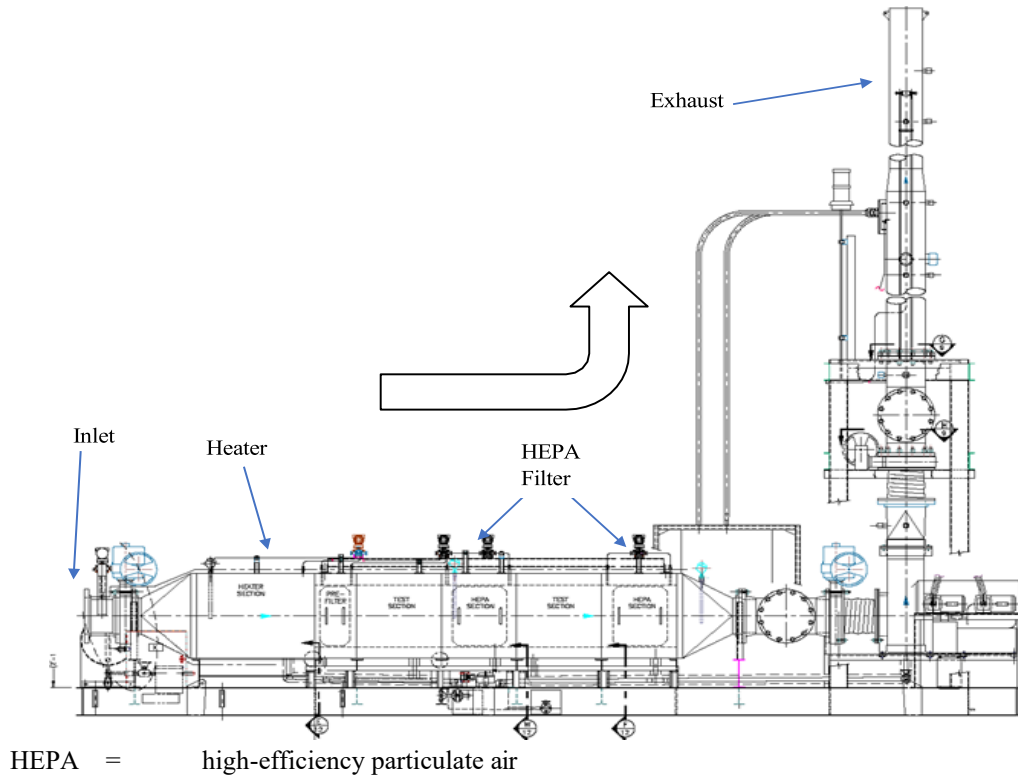 Exhaust
Inlet
Heater
HEPA
Filter
HEATER
SECTION
PRE-
FILTER
TEST
SECTION
HEPA
SECTION
TEST
SECTION
HEPA
SECTION
HEPA = high-efficiency particulate air